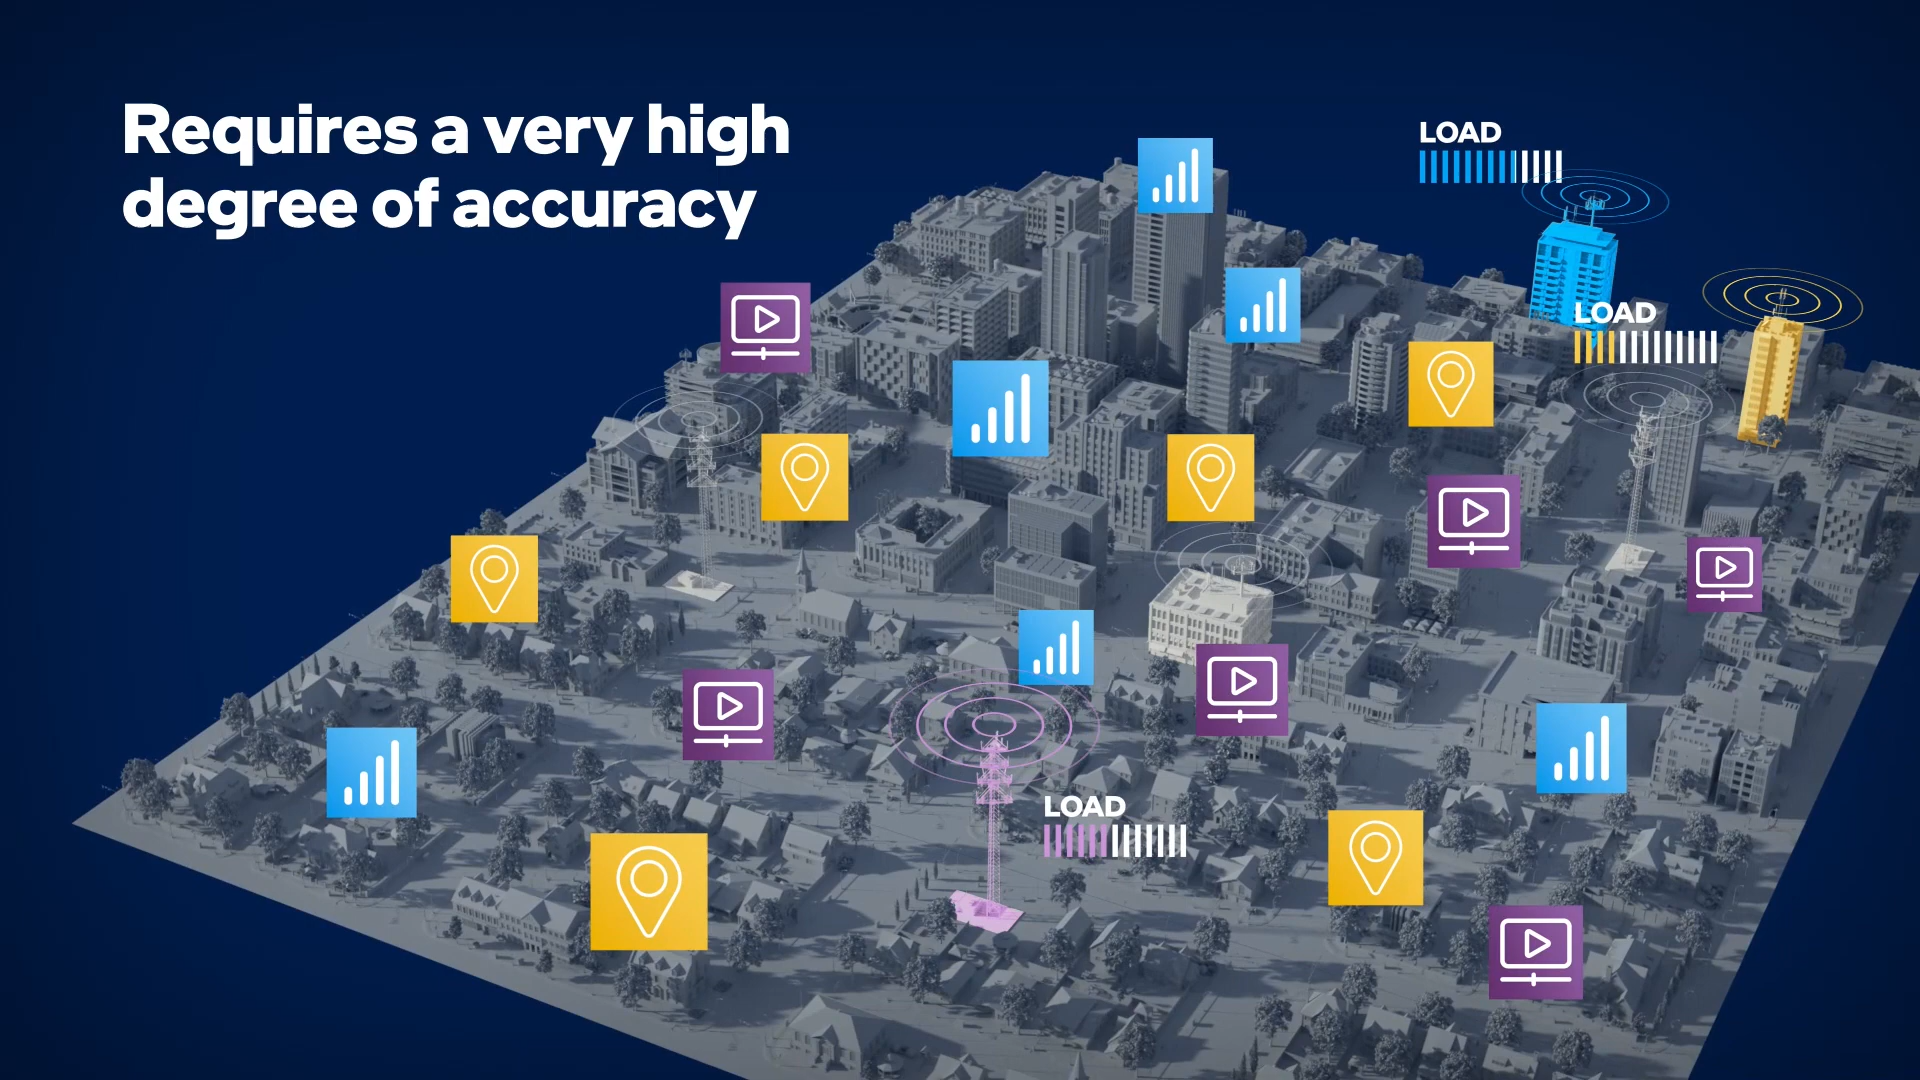 Requires a very high
degree of accuracy
LOAD
LOAD
LOAD